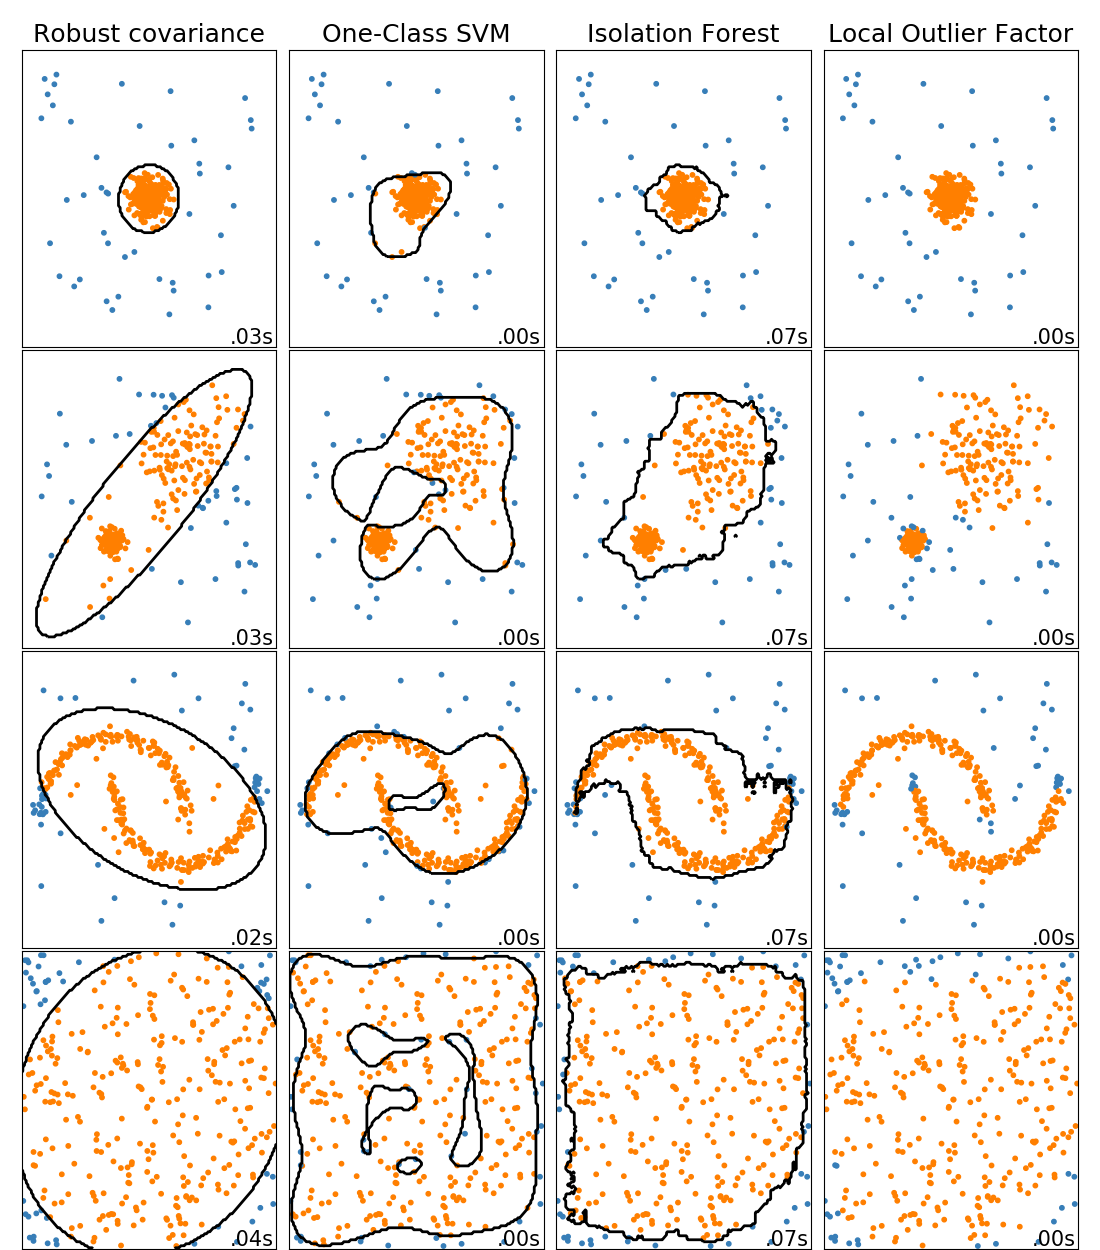 Robust covariance One-Class SVM Isolation Forest Local Outlier Factor
.03s .00s .07s .00s
.03s .00s .07s .00s
.02s .00s .07s .00s
.04s .00s .07s .00s